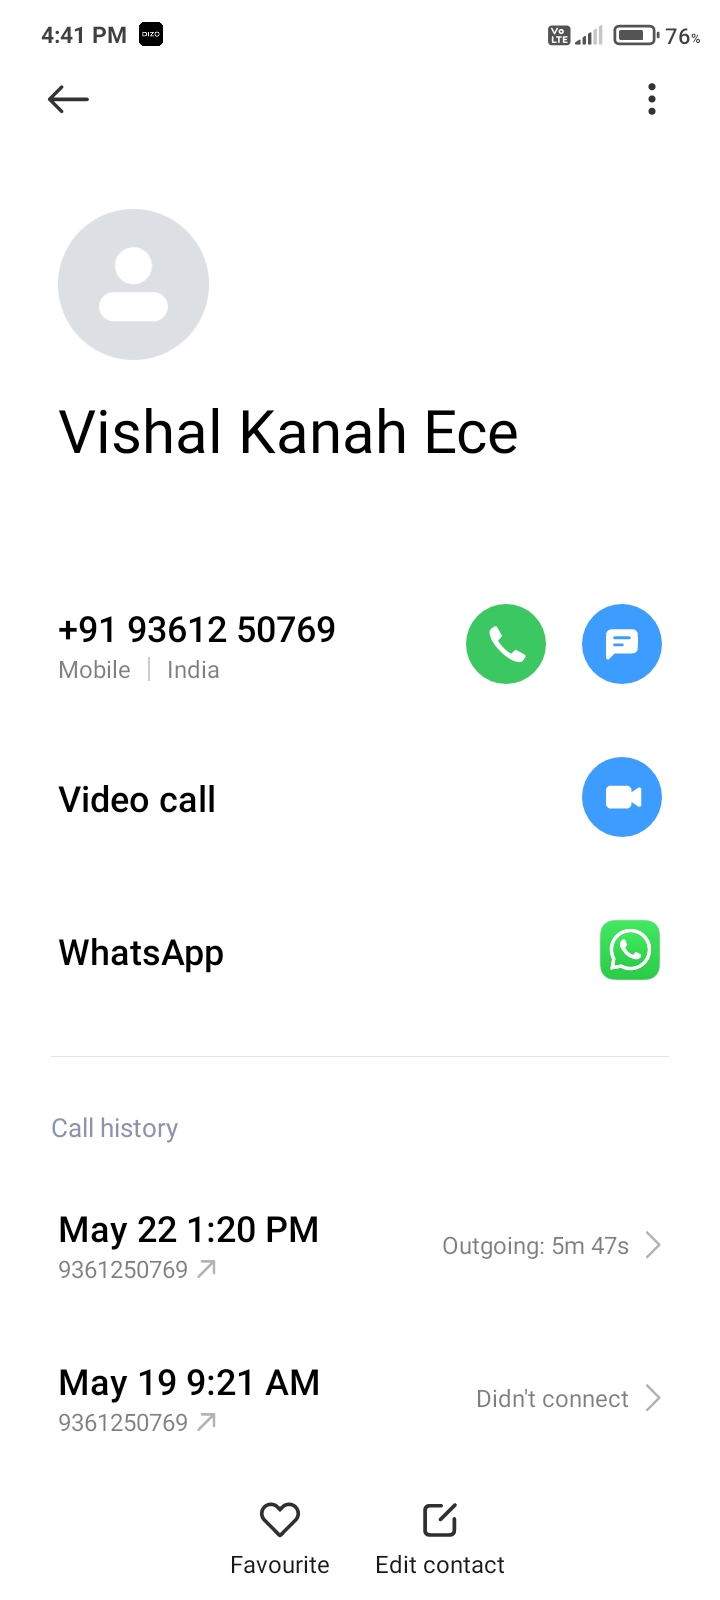 4:41 PM DIZO Vo LTE 76%
Vishal Kanah Ece
+91 93612 50769
Mobile | India
Video call
WhatsApp
Call history
May 22 1:20 PM
9361250769
Outgoing: 5m 47s
May 19 9:21 AM
9361250769
Didn't connect
Favourite
Edit contact